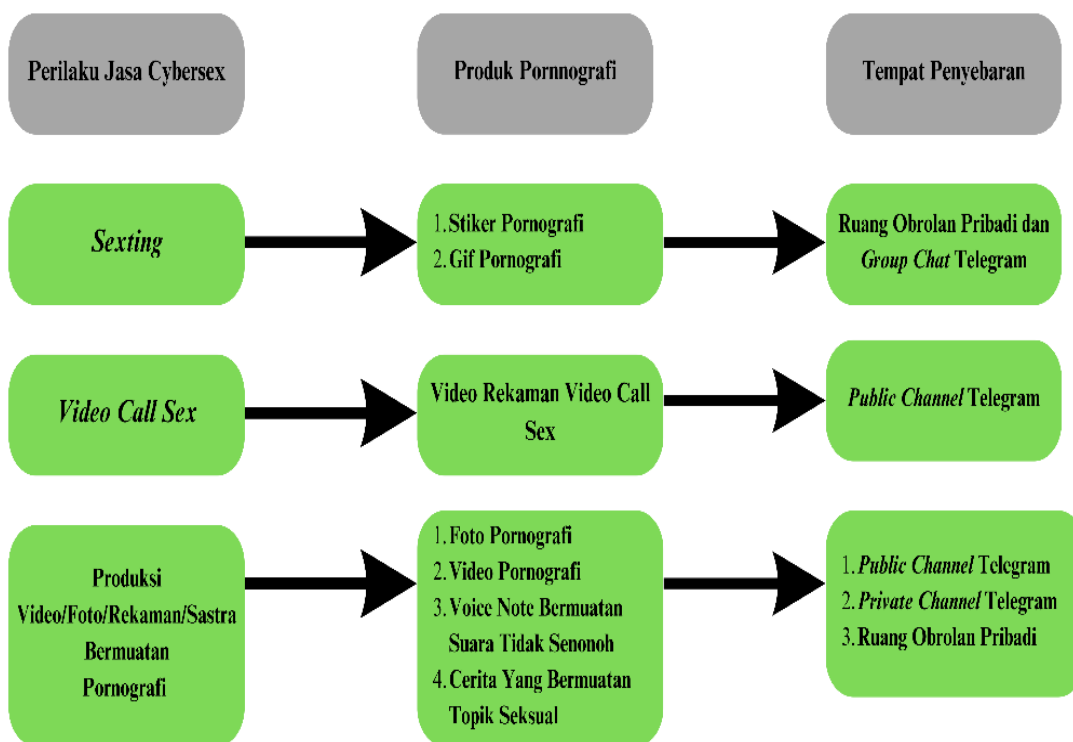 Perilaku Jasa Cybersex
Produk Pornnografi
Tempat Penyebaran
Sexting
1. Stiker Pornografi
2. Gif Pornografi
Ruang Obrolan Pribadi dan
Group Chat Telegram
Video Call Sex
Video Rekaman Video Call
Sex
Public Channel Telegram
Produksi
Video/Foto/Rekaman/Sastra
Bermuatan
Pornografi
1. Foto Pornografi
2. Video Pornografi
3. Voice Note Bermuatan
Suara Tidak Senonoh
4. Cerita Yang Bermuatan
Topik Seksual
1. Public Channel Telegram
2. Private Channel Telegram
3. Ruang Obrolan Pribadi